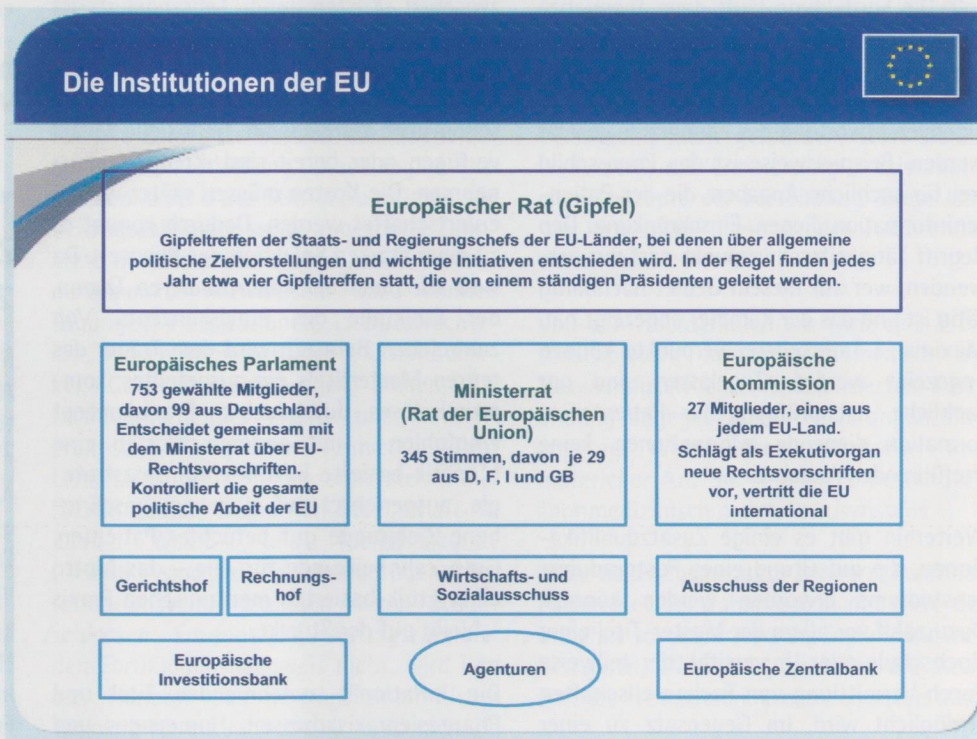 Die Institutionen der EU
Europäische Rat (Gipfel)
Gipfeltreffen der Staats- und Regierungschefs der EU-Länder, bei denen über allgemeine
politische Zielvorstellungen und wichtige Initiativen entschieden wird. In der Regel finden jedes
Jahr etwa vier Gipfeltreffen statt, die von einem ständigen Präsidenten geleitet werden.
Europäisches Parlament
753 gewählte Mitglieder,
davon 99 aus Deutschland.
Entscheidet gemeinsam mit
dem Ministerrat über EU-
Rechtsvorschriften.
Kontrolliert die gesamte
politische Arbeit der EU
Ministerrat
(Rat der Europäischen
Union)
345 Stimmen, davon je 29
aus D, F, I und GB
Europäische
Kommission
27 Mitglieder, eines aus
jedem EU-Land.
Schlägt als Exekutivorgan
neue Rechtsvorschriften
vor, vertritt die EU
international
Gerichtshof
Rechnungs-
hof
Wirtschafts- und
Sozialausschuss
Ausschuss der Regionen
Europäische
Investitionsbank
Agenturen
Europäische Zentralbank